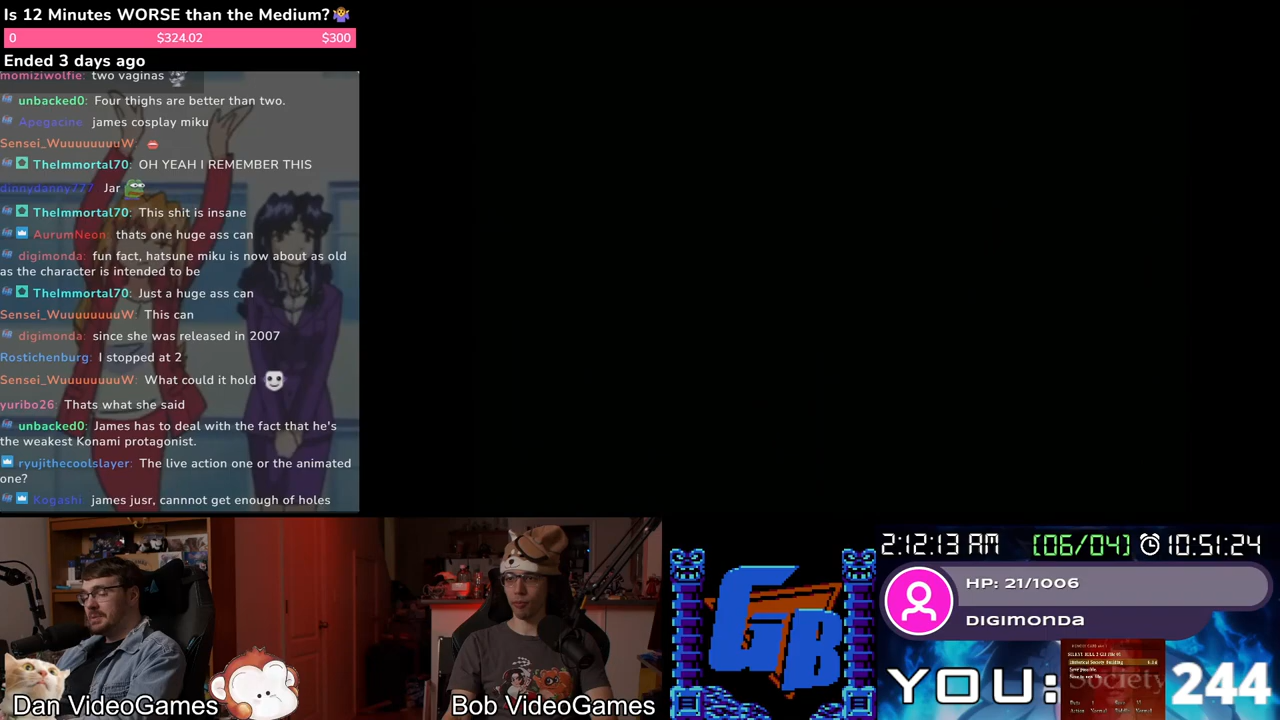 Is 12 Minutes WORSE than the Medium?🤷‍♀️
0 $324.02 $300
Ended 3 days ago
momiziwolfie: two vaginas
unbacked0: Four thighs are better than two.
Apegacine: james cosplay miku
Sensei_WuuuuuuuuW:
TheImmortal70: OH YEAH I REMEMBER THIS
dinnydanny777: Jar
TheImmortal70: This shit is insane
AurumNeon: thats one huge ass can
digimonda: fun fact, hatsune miku is now about as old
as the character is intended to be
TheImmortal70: Just a huge ass can
Sensei_WuuuuuuuuW: This can
digimonda: since she was released in 2007
Rostichenburg: I stopped at 2
Sensei_WuuuuuuuuW: What could it hold
yuribo26: Thats what she said
unbacked0: James has to deal with the fact that he's
the weakest Konami protagonist.
ryujithecoolslayer: The live action one or the animated
one?
Kogashi: james jusr, cannnot get enough of holes
Dan VideoGames
Bob VideoGames
GB
2:12:13 AM [06/04] 10:51:24
HP: 21/1006
DIGIMONDA
YOU:
Society
244